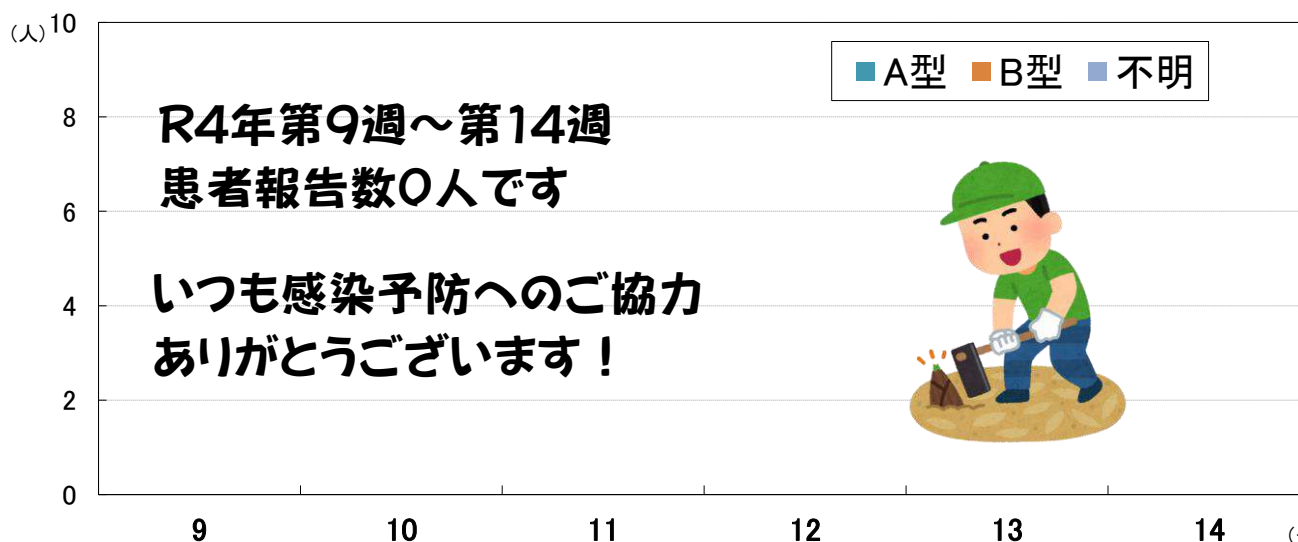 (人)
10
8
6
4
2
0
A型 B型 不明
R4年第9週～第14週
患者報告数0人です
いつも感染予防へのご協力
ありがとうございます！
9 10 11 12 13 14